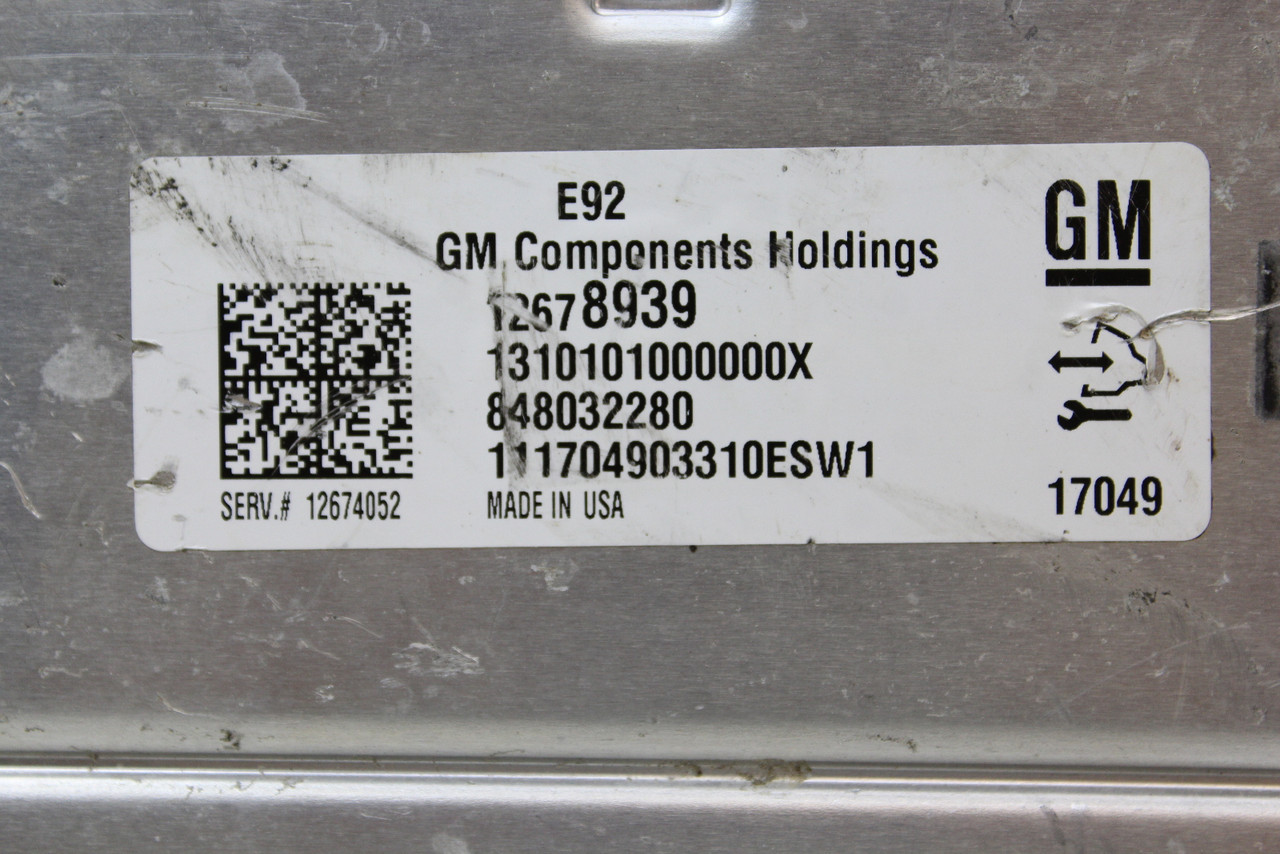 E92
GM Components Holdings
GM
12678939
1310101000000X
848032280
111704903310ESW1
SERV.# 12674052
MADE IN USA
17049